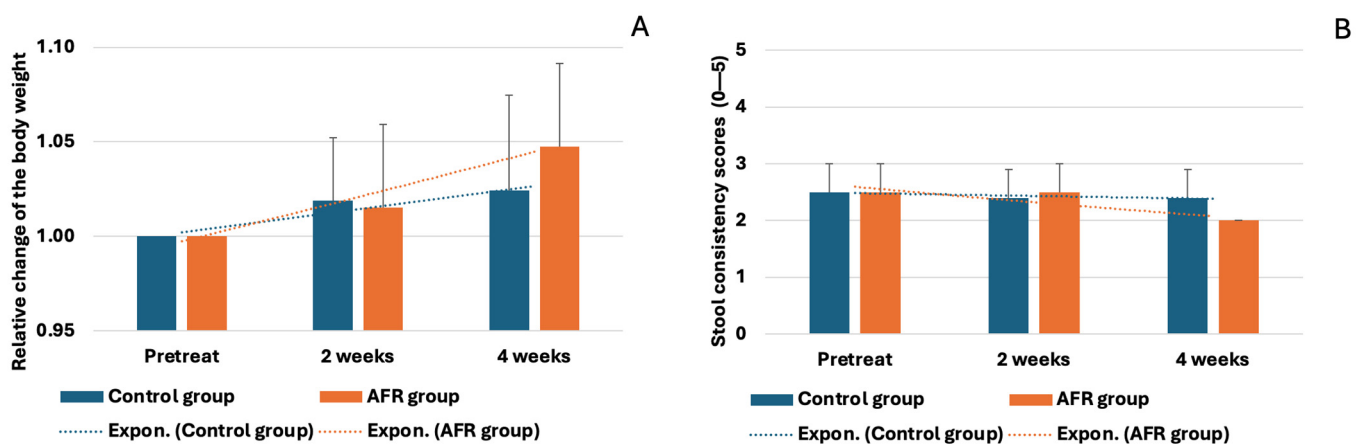 A
Relative change of the body weight
1.10
1.05
1.00
0.95
Pretreat 2 weeks 4 weeks
Control group AFR group
Expon. (Control group) Expon. (AFR group)
B
Stool consistency scores (0—5)
5
4
3
2
1
0
Pretreat 2 weeks 4 weeks
Control group AFR group
Expon. (Control group) Expon. (AFR group)